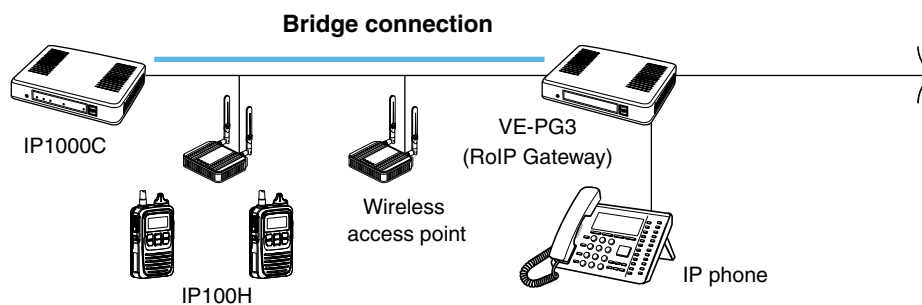 Bridge connection
IP1000C
VE-PG3
(RoIP Gateway)
Wireless
access point
IP100H
IP phone